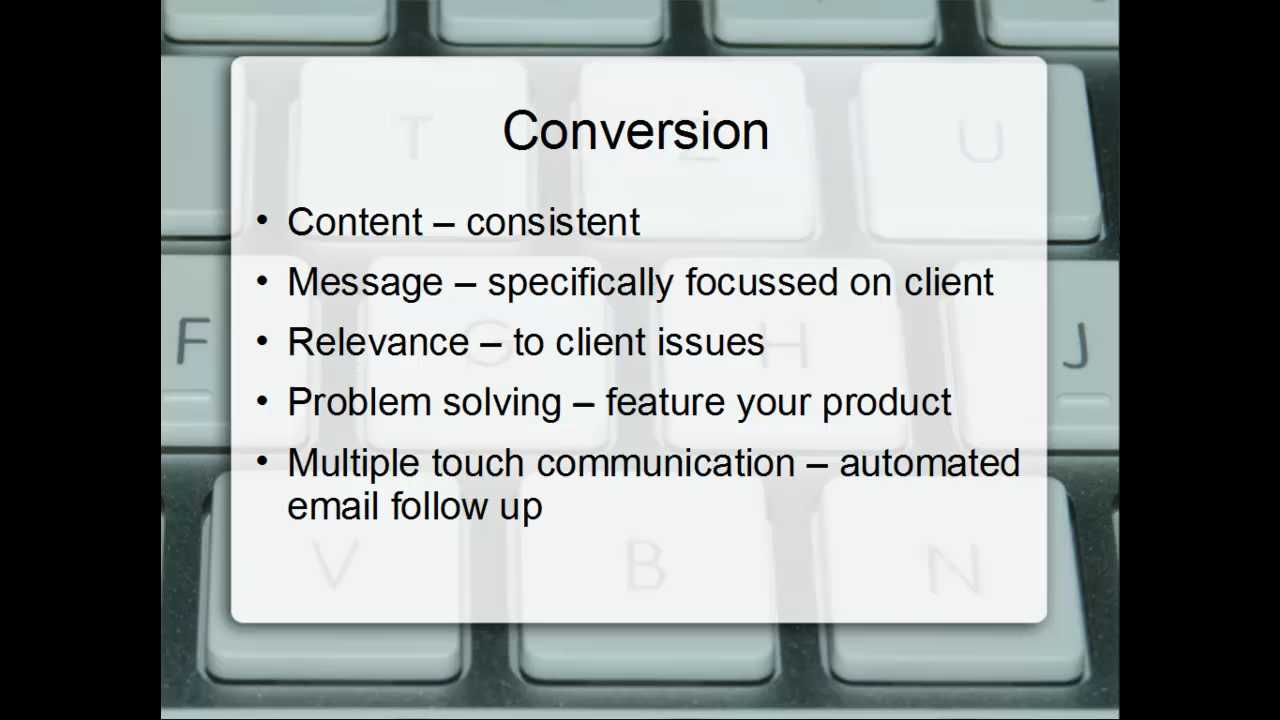 Conversion
• Content – consistent
• Message – specifically focussed on client
• Relevance – to client issues
• Problem solving – feature your product
• Multiple touch communication – automated
email follow up
T
Z
U
F
G
H
J
V
B
N